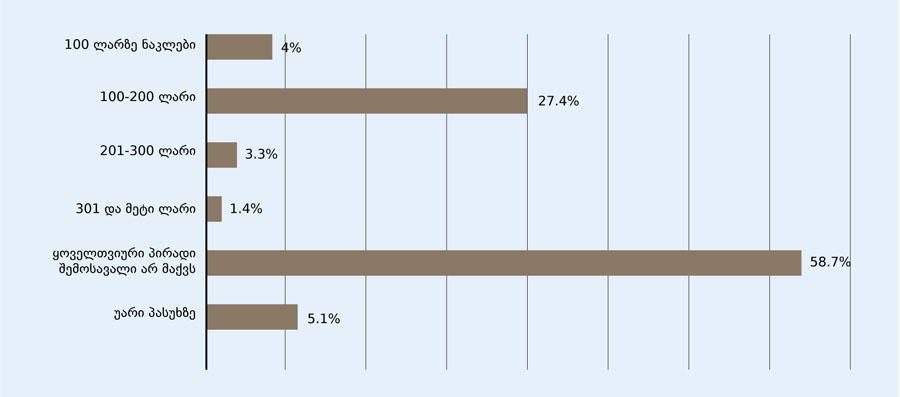 100 ლარზე ნაკლები
4%
100-200 ლარი
27.4%
201-300 ლარი
3.3%
301 და მეტი ლარი
1.4%
ყოველთვიური პირადი
შემოსავალი არ მაქვს
58.7%
უარი პასუხზე
5.1%